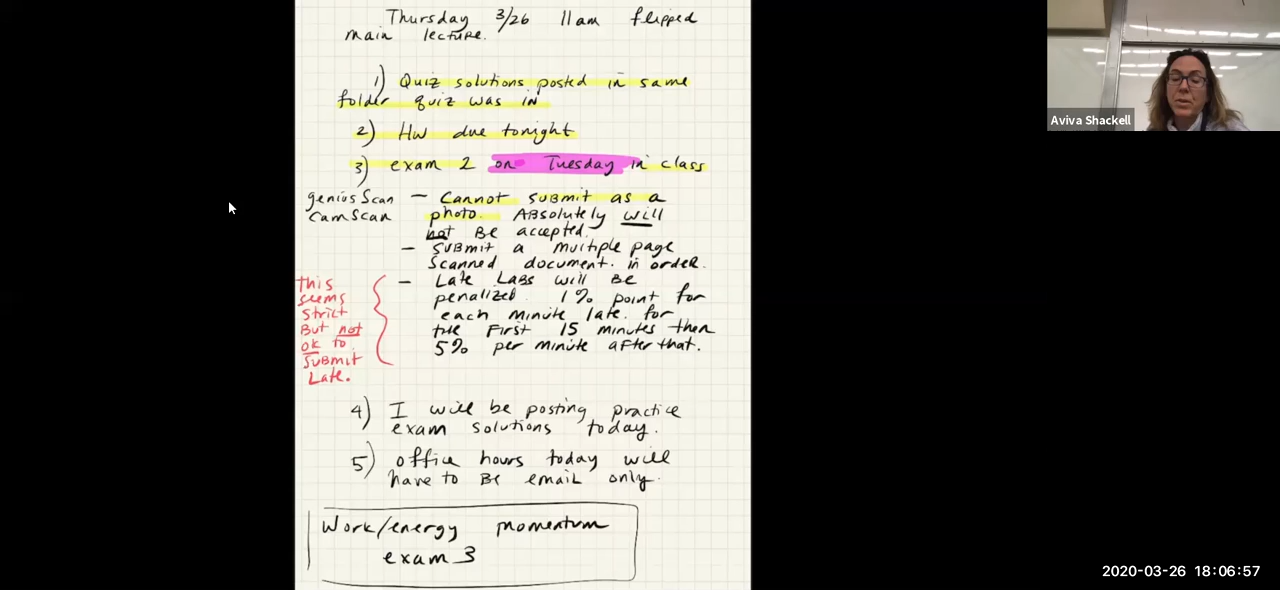 Thursday 3/26 11am flipped
main lecture.
1) Quiz solutions posted in same
folder quiz was in
2) HW due tonight
3) exam 2 on Tuesday in class
genius Scan
camscan
- Cannot submit as a
photo. Absolutely will
not Be accepted.
- Submit a multiple page
scanned document. in order.
- Late Labs will Be
penalized. 1% point for
each minute late. for
the First 15 minutes then
5% per minute after that.
this
seems
strict
But not
ok to
submit
Late.
4) I will be posting practice
exam solutions today.
5) office hours today will
have to Be email only.
Work/energy momentum
exam 3
Aviva Shackell
2020-03-26 18:06:57